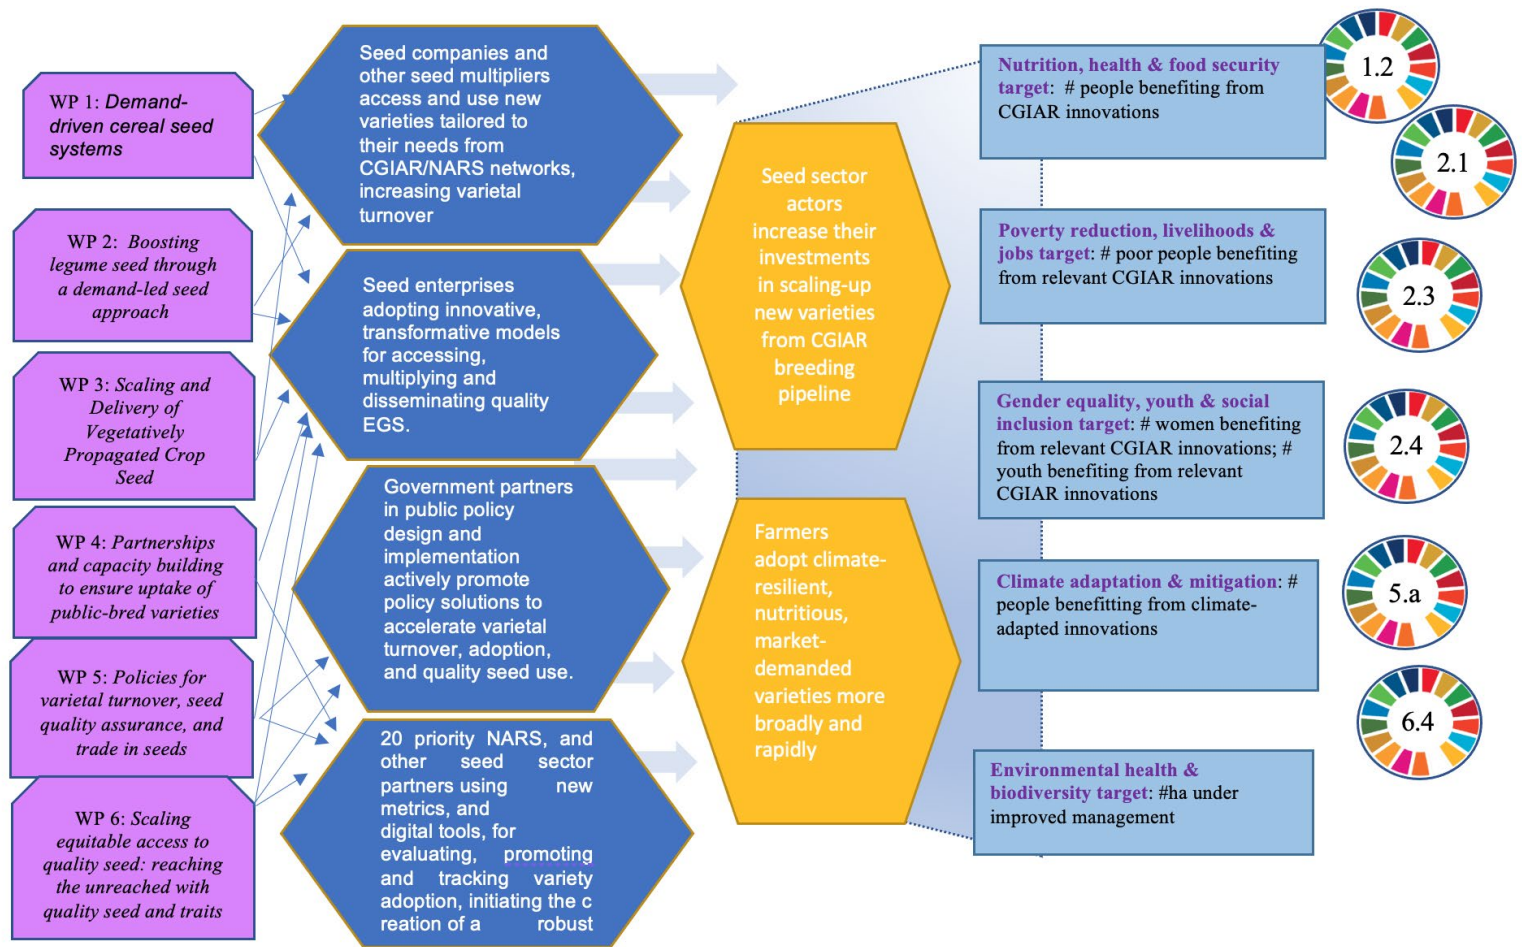 WP 1: Demand-
driven cereal seed
systems
WP 2: Boosting
legume seed through
a demand-led seed
approach
WP 3: Scaling and
Delivery of
Vegetatively
Propagated Crop
Seed
WP 4: Partnerships
and capacity building
to ensure uptake of
public-bred varieties
WP 5: Policies for
varietal turnover, seed
quality assurance, and
trade in seeds
WP 6: Scaling
equitable access to
quality seed: reaching
the unreached with
quality seed and traits
Seed companies and
other seed multipliers
access and use new
varieties tailored to
their needs from
CGIAR/NARS networks,
increasing varietal
turnover
Seed enterprises
adopting innovative,
transformative models
for accessing,
multiplying and
disseminating quality
EGS.
Government partners
in public policy
design and
implementation
actively promote
policy solutions to
accelerate varietal
turnover, adoption,
and quality seed use.
20 priority NARS, and
other seed sector
partners using new
metrics, and
digital tools, for
evaluating, promoting
and tracking variety
adoption, initiating the c
reation of a robust
Seed sector
actors
increase their
investments
in scaling-up
new varieties
from CGIAR
breeding
pipeline
Farmers
adopt climate-
resilient,
nutritious,
market-
demanded
varieties more
broadly and
rapidly
Nutrition, health & food security
target: # people benefiting from
CGIAR innovations
Poverty reduction, livelihoods &
jobs target: # poor people benefiting
from relevant CGIAR innovations
Gender equality, youth & social
inclusion target: # women benefiting
from relevant CGIAR innovations; #
youth benefiting from relevant
CGIAR innovations
Climate adaptation & mitigation: #
people benefitting from climate-
adapted innovations
Environmental health &
biodiversity target: #ha under
improved management
1.2
2.1
2.3
2.4
5.a
6.4